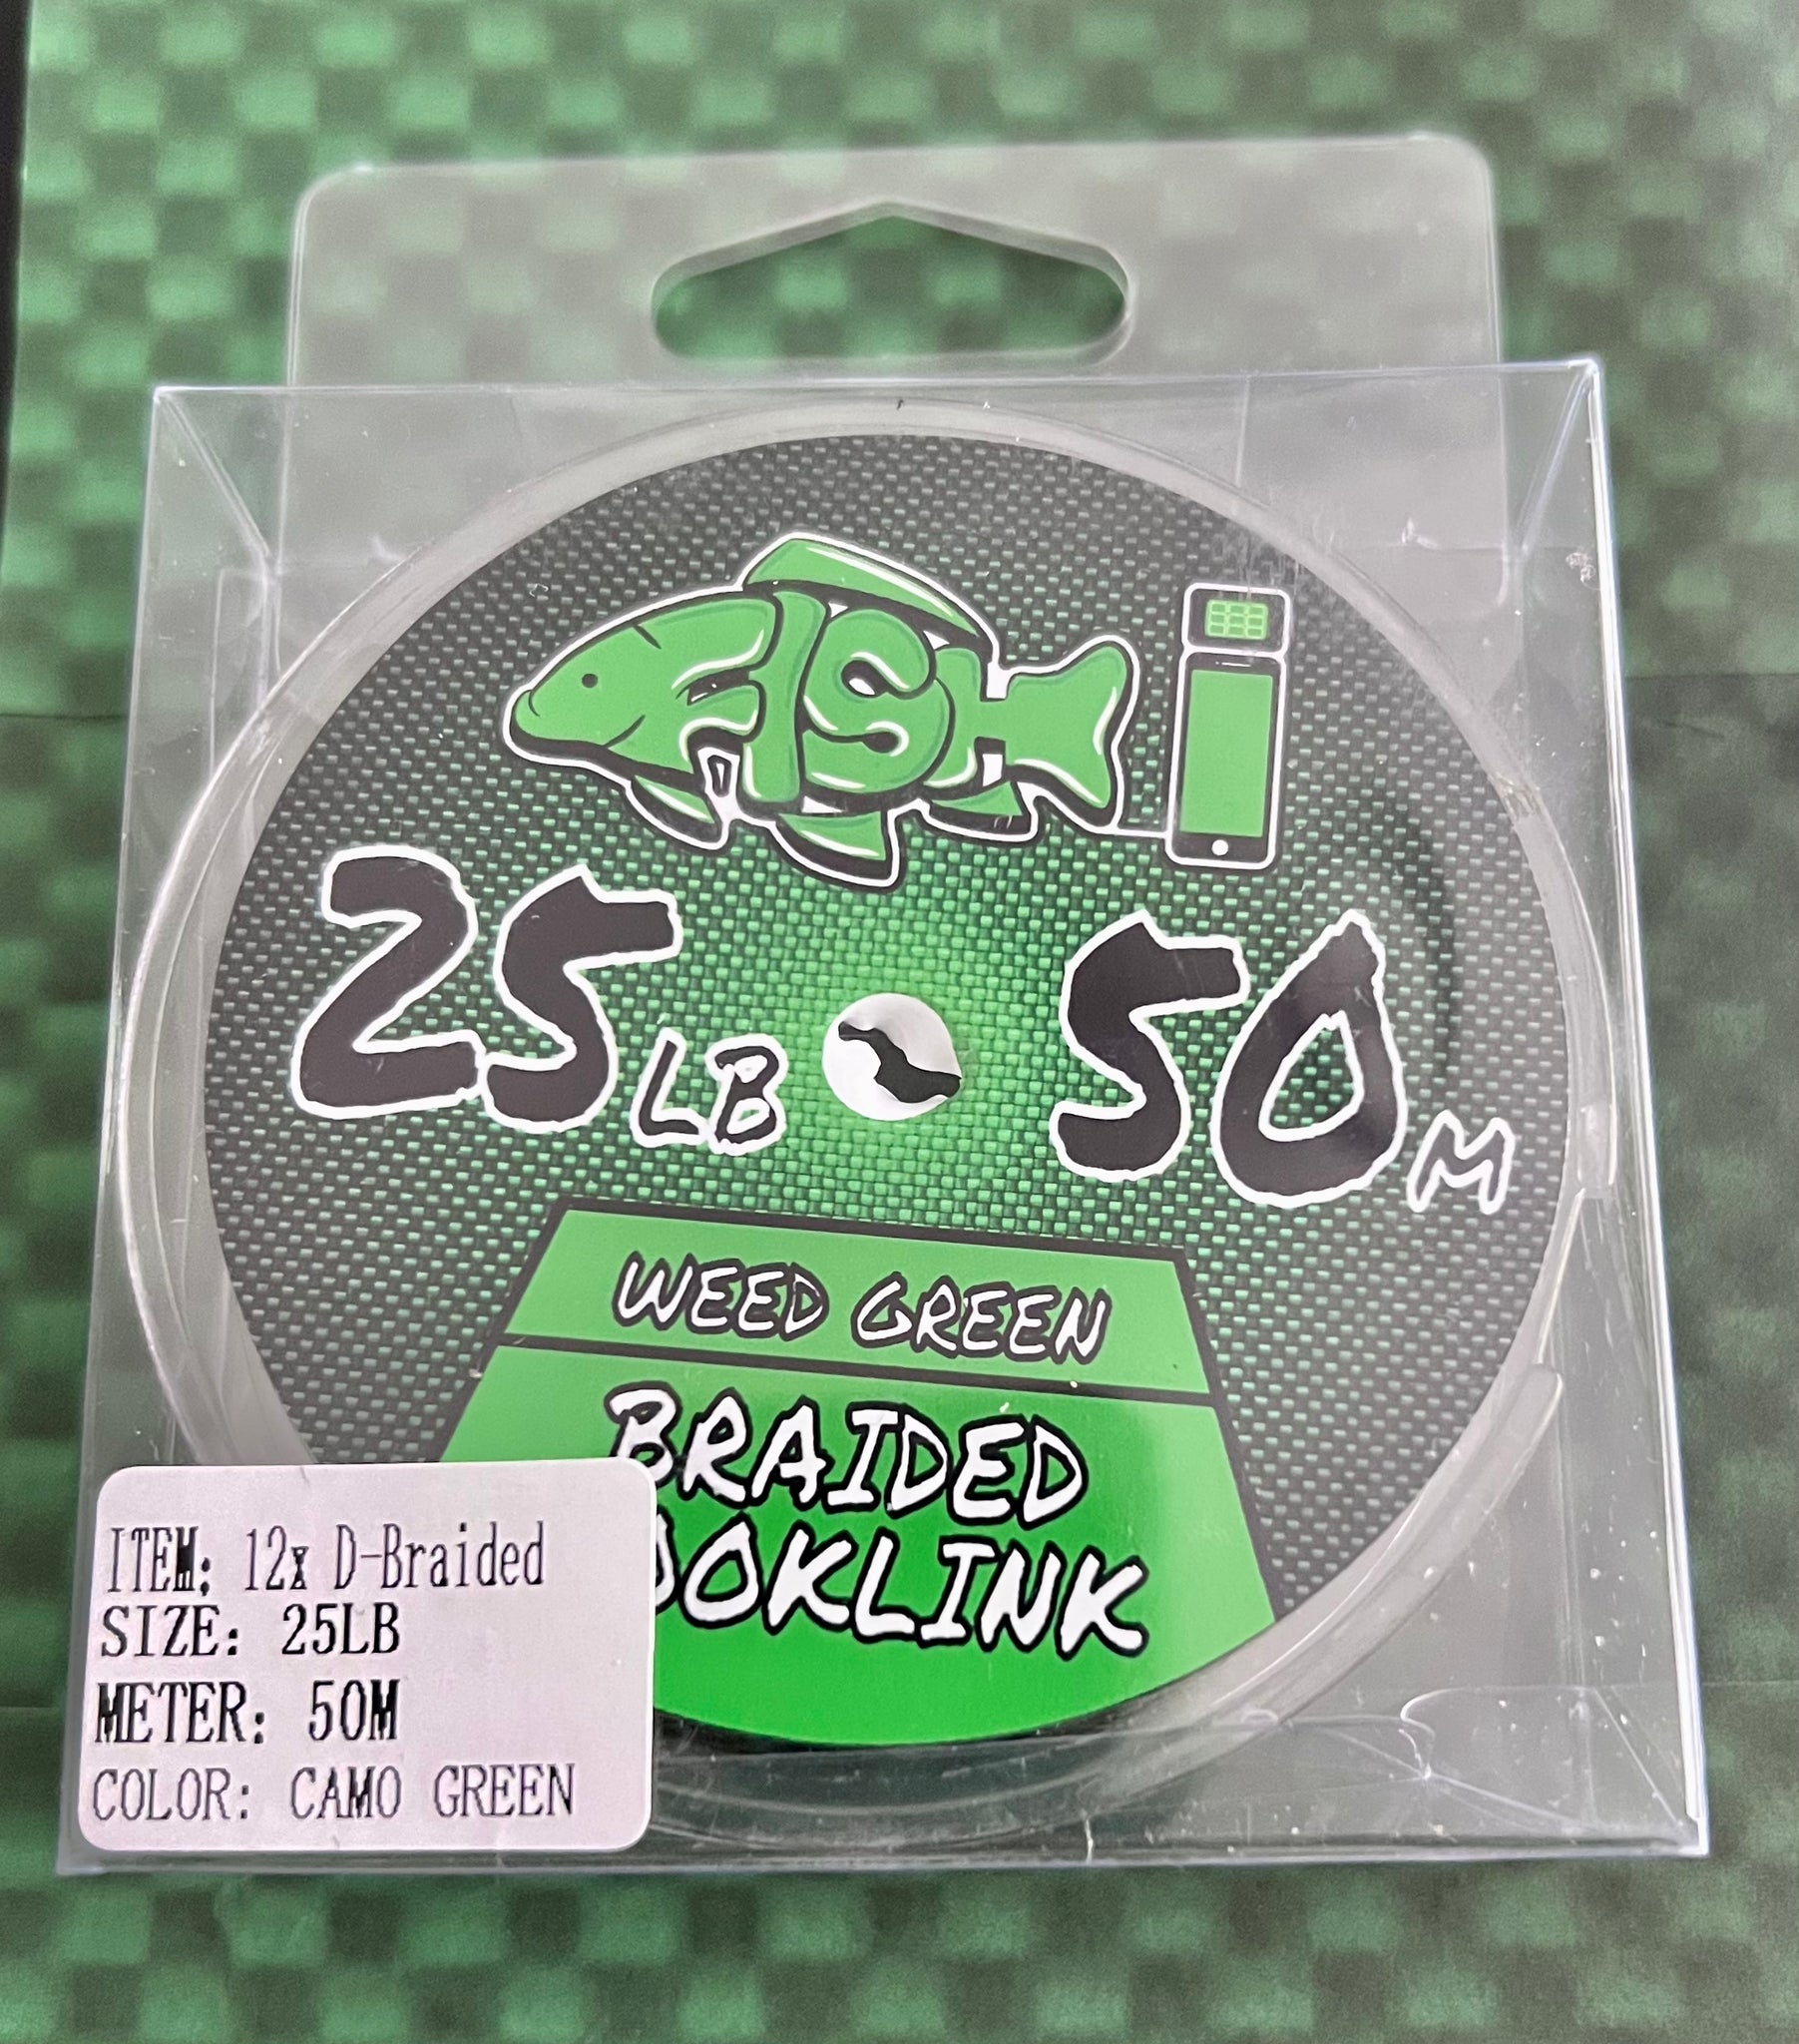 FISH i
25LB 50M
WEED GREEN
BRAIDED
OOKLINK
ITEM: 12x D-Braided
SIZE: 25LB
METER: 50M
COLOR: CAMO GREEN